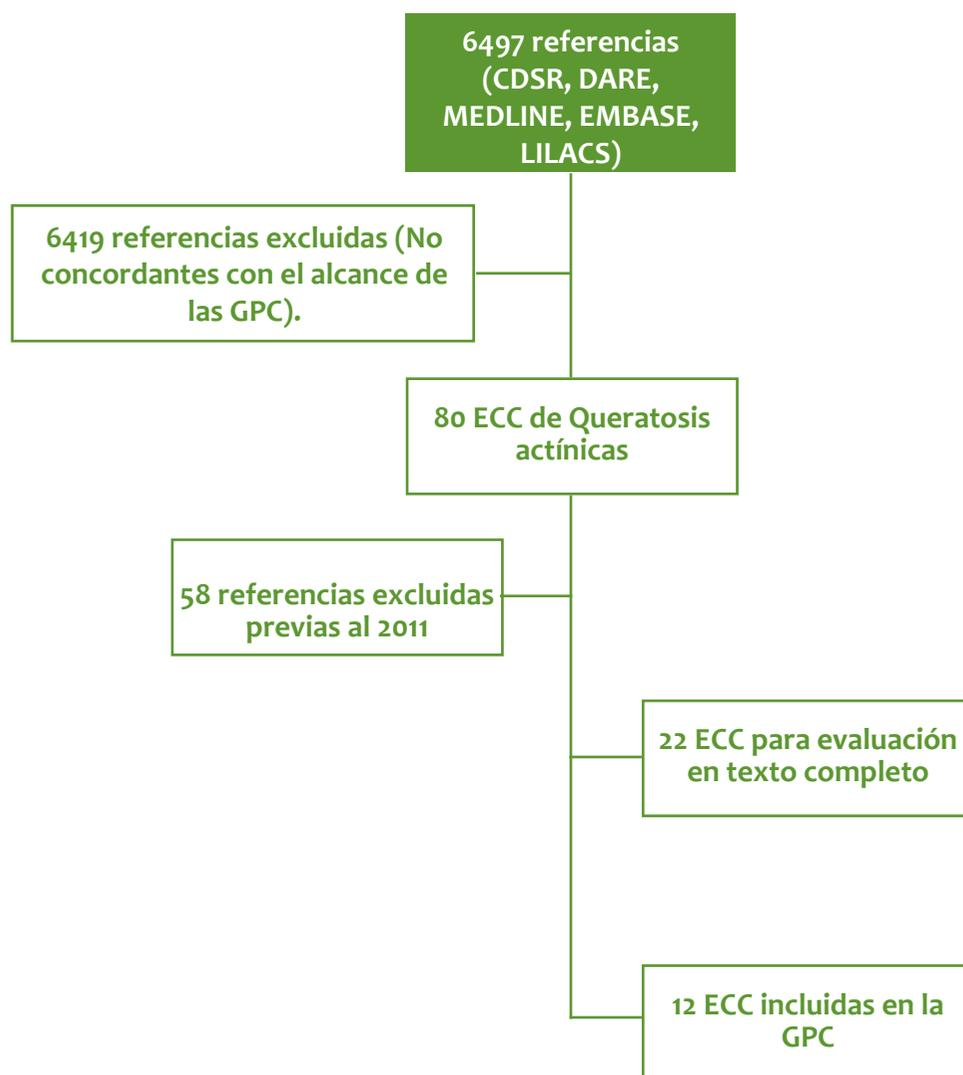 6497 referencias
(CDSR, DARE,
MEDLINE, EMBASE,
LILACS)
6419 referencias excluidas (No
concordantes con el alcance de
las GPC).
80 ECC de Queratosis
actínicas
58 referencias excluidas
previas al 2011
22 ECC para evaluación
en texto completo
12 ECC incluidas en la
GPC